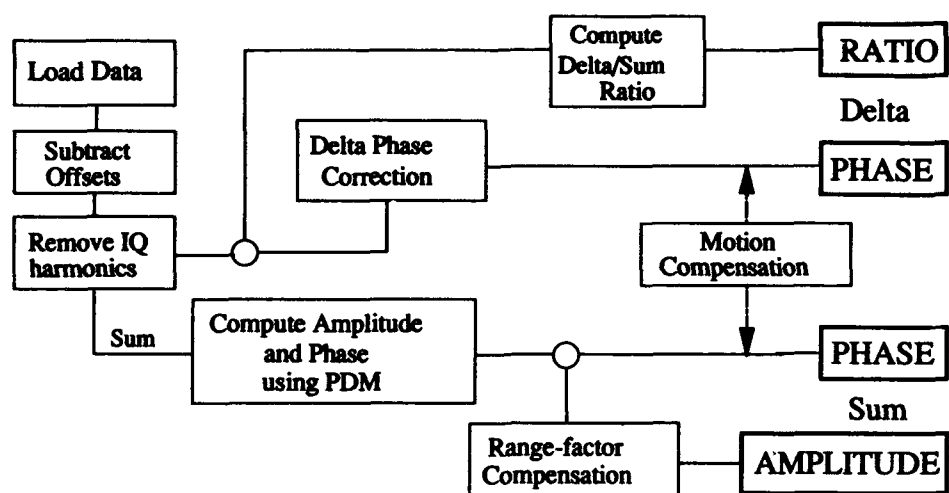 Load Data
Subtract
Offsets
Remove IQ
harmonics
Compute
Delta/Sum
Ratio
RATIO
Delta
Delta Phase
Correction
PHASE
Motion
Compensation
Sum
Compute Amplitude
and Phase
using PDM
PHASE
Sum
Range-factor
Compensation
AMPLITUDE